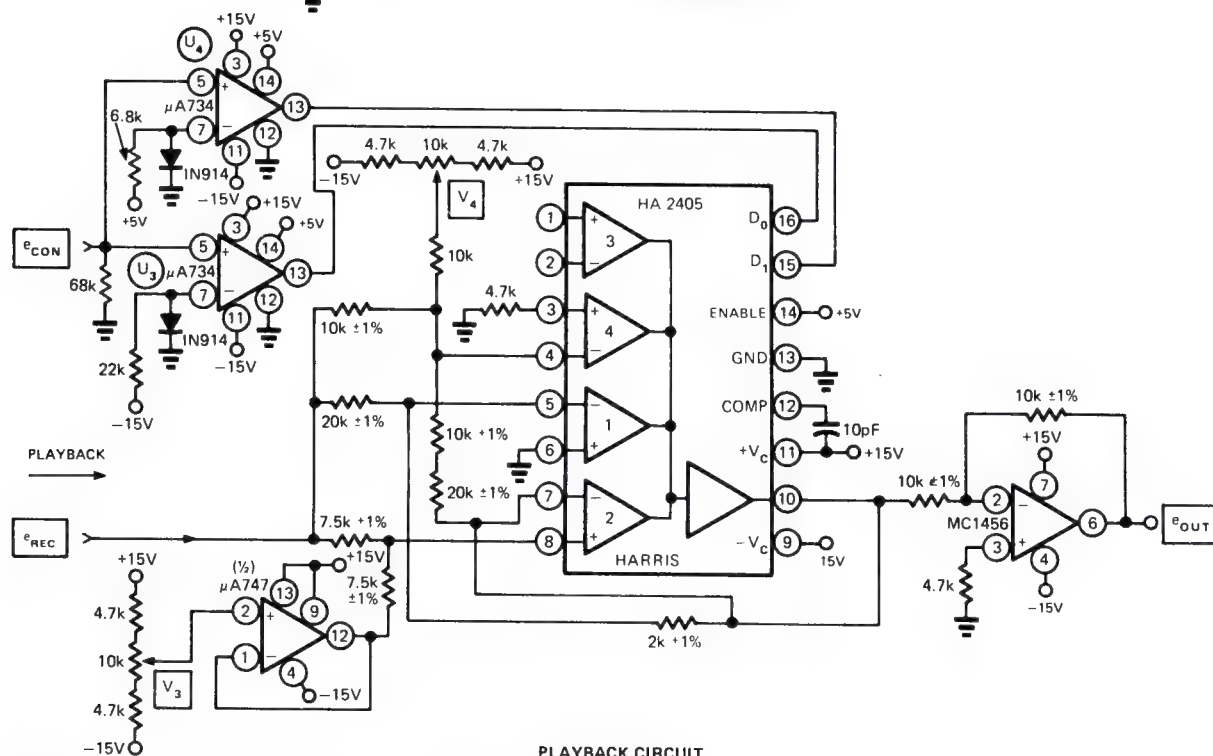 +15V
+5V
U4
3
14
5
+
µA734
13
6.8k
7
−
12
11
IN914
−15V
+5V
+15V
3
+5V
14
eCON
5
+
U3
µA734
13
68k
7
−
12
11
IN914
−15V
22k
−15V
4.7k
10k
4.7k
−15V
+15V
V4
10k
10k ±1%
4.7k
20k ±1%
10k +1%
20k ±1%
HA 2405
1
+
3
2
−
3
+
4
4
−
5
−
1
6
+
7
−
2
8
+
HARRIS
D0
16
D1
15
ENABLE
14
+5V
GND
13
COMP
12
10pF
+VC
11
+15V
10
−VC
9
15V
PLAYBACK
eREC
7.5k +1%
+15V
7.5k
±1%
(½)
µA747
13
9
2
+
12
1
−
4
−15V
+15V
4.7k
10k
V3
4.7k
−15V
2k +1%
10k ±1%
+15V
10k ¢1%
7
2
−
MC1456
6
eOUT
3
+
4
4.7k
−15V
PLAYBACK CIRCUIT